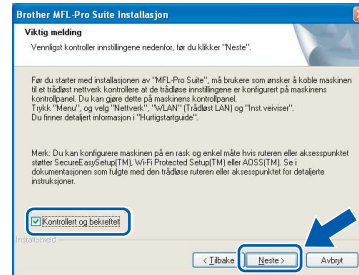 Brother MFL-Pro Suite Installasjon
Viktig melding
Vennligst kontroller innstillingene nedenfor, før du klikker "Neste".
Før du starter med installasjonen av "MFL-Pro Suite", må brukere som ønsker å koble maskinen
til et trådløst nettverk kontrollere at de trådløse innstillingene er konfigurert på maskinens
kontrollpanel. Du kan gjøre dette på maskinens kontrollpanel.
Trykk "Menu", og velg "Nettverk", "WLAN" (Trådløst LAN) og "Inst.veiviser".
Du finner detaljert informasjon i "Hurtigstartguide".
Merk: Du kan konfigurere maskinen på en rask og enkel måte hvis ruteren eller aksesspunktet
støtter SecureEasySetup(TM), Wi-Fi Protected Setup(TM) eller AOSS(TM). Se i
dokumentasjonen som fulgte med den trådløse ruteren eller aksesspunktet for detaljerte
instruksjoner.
Kontrollert og bekreftet
InstallShield
< Tilbake
Neste >
Avbryt